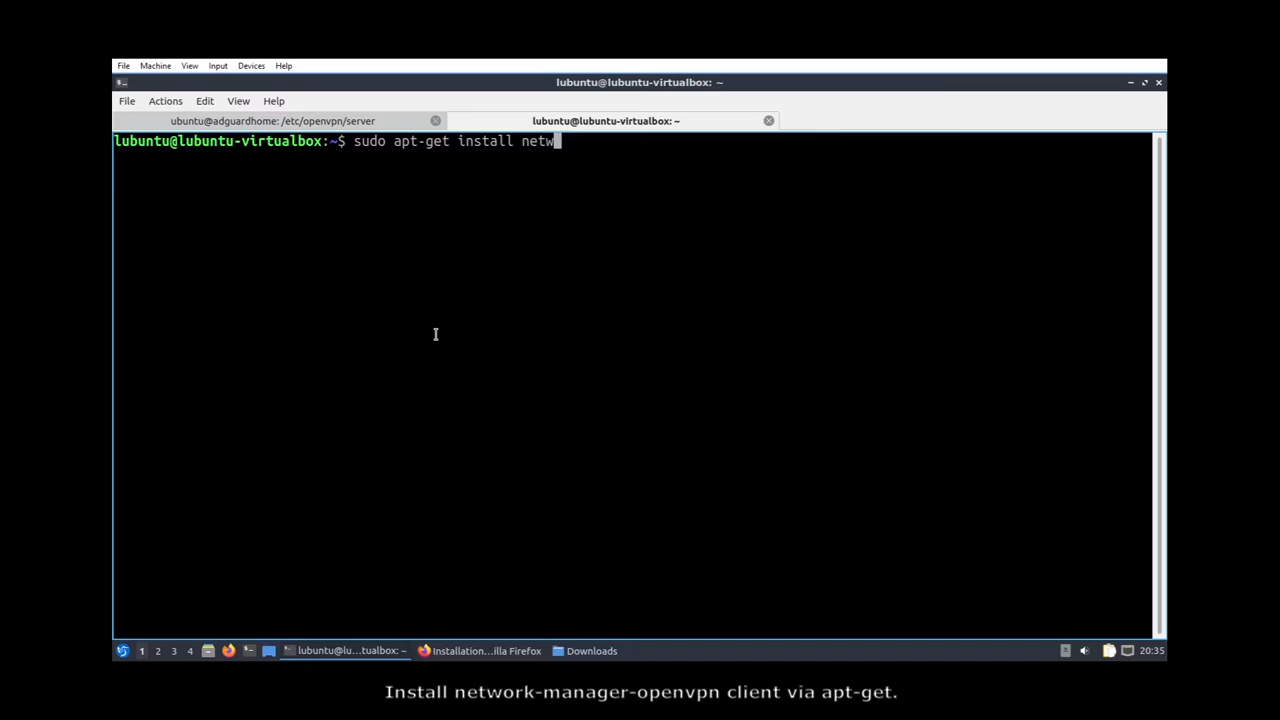 File Machine View Input Devices Help
lubuntu@lubuntu-virtualbox: ~
File Actions Edit View Help
ubuntu@adguardhome: /etc/openvpn/server
lubuntu@lubuntu-virtualbox: ~
lubuntu@lubuntu-virtualbox:~$ sudo apt-get install netw
1 2 3 4 lubuntu@lu...tualbox: ~ Installation...illa Firefox Downloads 20:35
Install network-manager-openvpn client via apt-get.